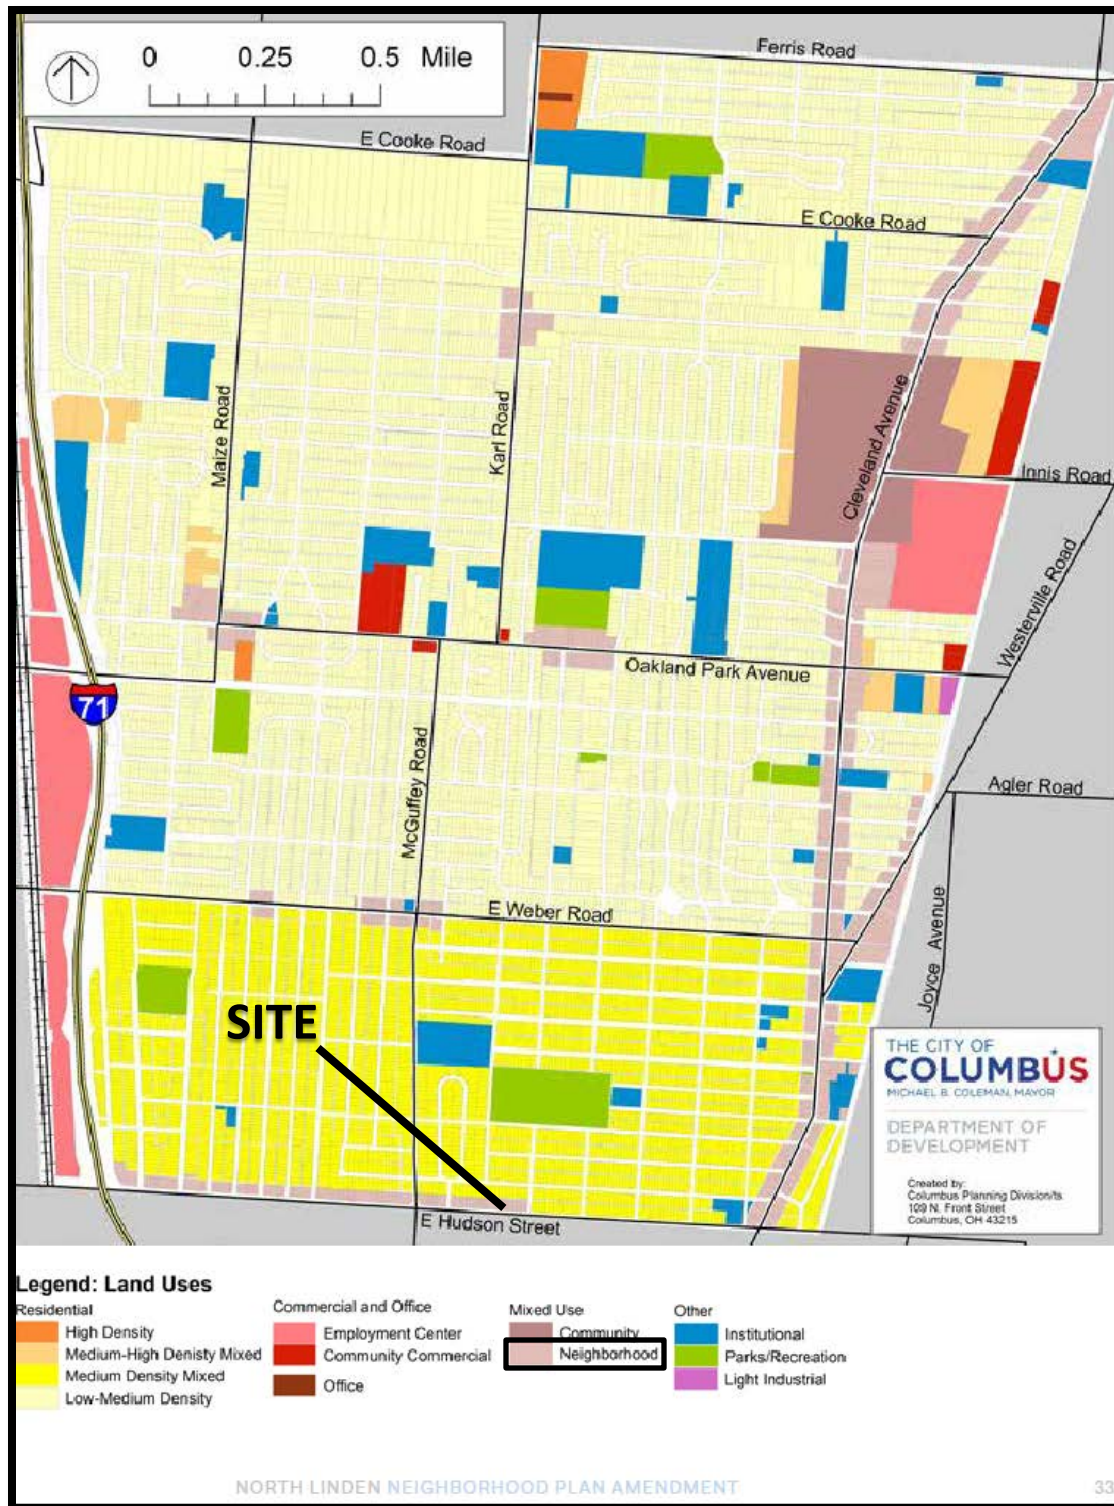 0 0.25 0.5 Mile
Ferris Road
E Cooke Road
E Cooke Road
Maize Road
Karl Road
Cleveland Avenue
Innis Road
Westerville Road
Oakland Park Avenue
71
McGuffey Road
Agler Road
E Weber Road
Joyce Avenue
SITE
E Hudson Street
THE CITY OF
COLUMBUS
MICHAEL B. COLEMAN, MAYOR
DEPARTMENT OF
DEVELOPMENT
Created by:
Columbus Planning Division/ts
109 N. Front Street
Columbus, OH 43215
Legend: Land Uses
Residential
High Density
Medium-High Denisty Mixed
Medium Density Mixed
Low-Medium Density
Commercial and Office
Employment Center
Community Commercial
Office
Mixed Use
Community
Neighborhood
Other
Institutional
Parks/Recreation
Light Industrial
NORTH LINDEN NEIGHBORHOOD PLAN AMENDMENT 33